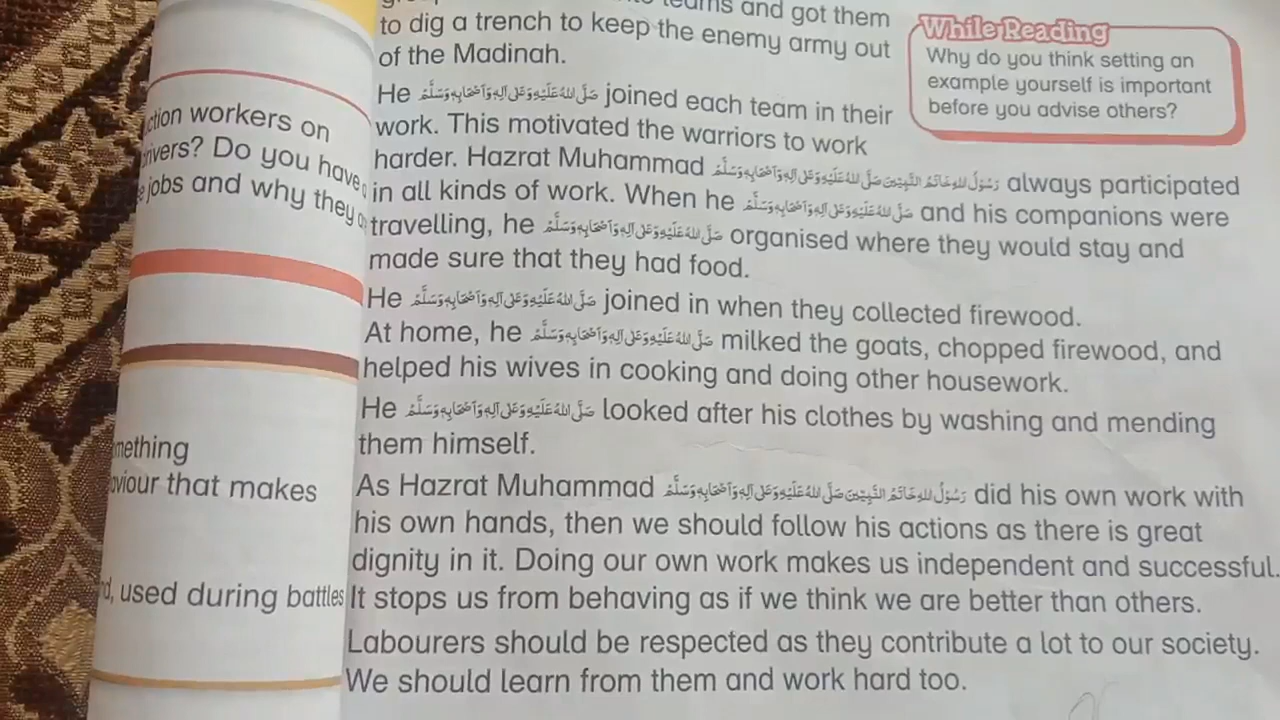 teams and got them
to dig a trench to keep the enemy army out
of the Madinah.
He صَلَّى اللهُ عَلَيْهِ وَعَلٰى آلِهٖ وَأَصْحَابِهٖ وَسَلَّمَ joined each team in their
work. This motivated the warriors to work
harder. Hazrat Muhammad رَسُوْلُ اللهِ خَاتَمُ النَّبِيّٖنَ صَلَّى اللهُ عَلَيْهِ وَعَلٰى آلِهٖ وَأَصْحَابِهٖ وَسَلَّمَ always participated
in all kinds of work. When he صَلَّى اللهُ عَلَيْهِ وَعَلٰى آلِهٖ وَأَصْحَابِهٖ وَسَلَّمَ and his companions were
travelling, he صَلَّى اللهُ عَلَيْهِ وَعَلٰى آلِهٖ وَأَصْحَابِهٖ وَسَلَّمَ organised where they would stay and
made sure that they had food.
He صَلَّى اللهُ عَلَيْهِ وَعَلٰى آلِهٖ وَأَصْحَابِهٖ وَسَلَّمَ joined in when they collected firewood.
At home, he صَلَّى اللهُ عَلَيْهِ وَعَلٰى آلِهٖ وَأَصْحَابِهٖ وَسَلَّمَ milked the goats, chopped firewood, and
helped his wives in cooking and doing other housework.
He صَلَّى اللهُ عَلَيْهِ وَعَلٰى آلِهٖ وَأَصْحَابِهٖ وَسَلَّمَ looked after his clothes by washing and mending
them himself.
As Hazrat Muhammad رَسُوْلُ اللهِ خَاتَمُ النَّبِيّٖنَ صَلَّى اللهُ عَلَيْهِ وَعَلٰى آلِهٖ وَأَصْحَابِهٖ وَسَلَّمَ did his own work with
his own hands, then we should follow his actions as there is great
dignity in it. Doing our own work makes us independent and successful.
It stops us from behaving as if we think we are better than others.
Labourers should be respected as they contribute a lot to our society.
We should learn from them and work hard too.
While Reading
Why do you think setting an
example yourself is important
before you advise others?
workers on
Do you have
jobs and why they
that makes
used during battles